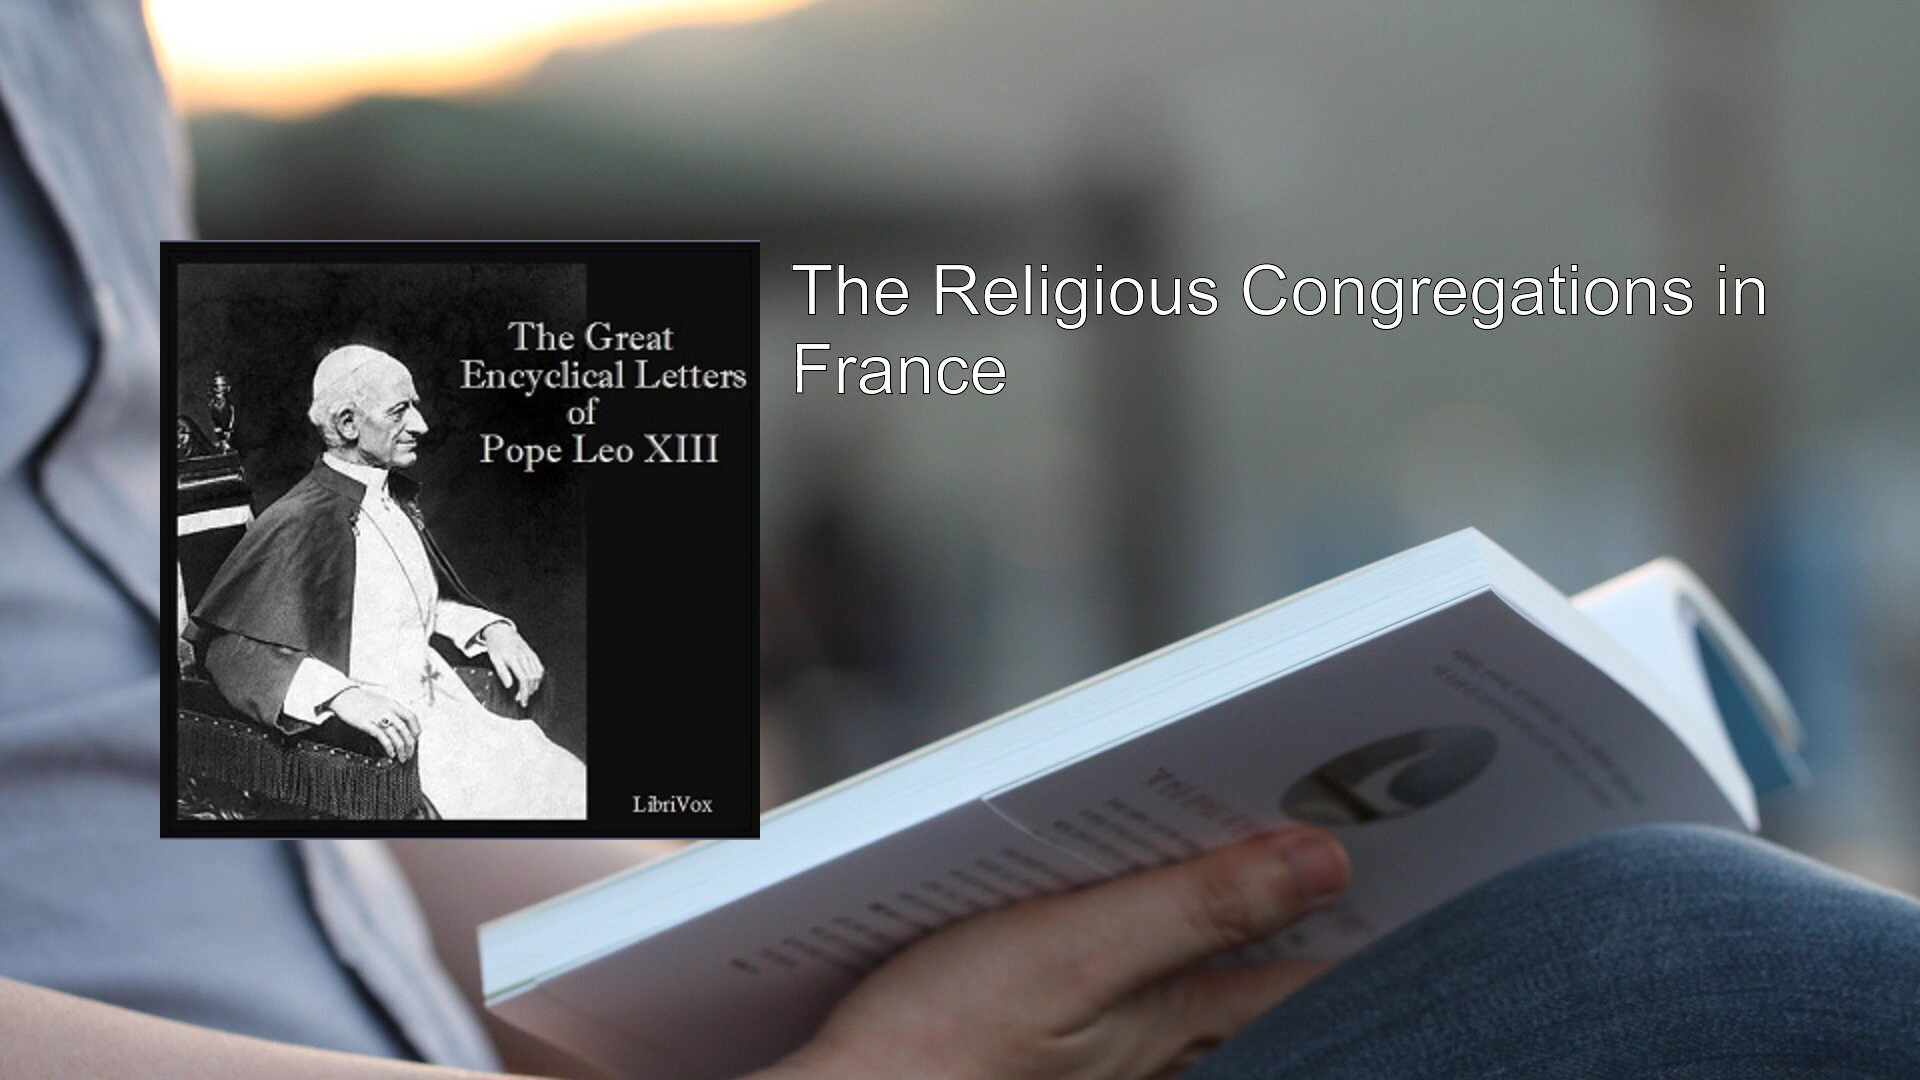 The Great
Encyclical Letters
of
Pope Leo XIII
LibriVox
The Religious Congregations in
France